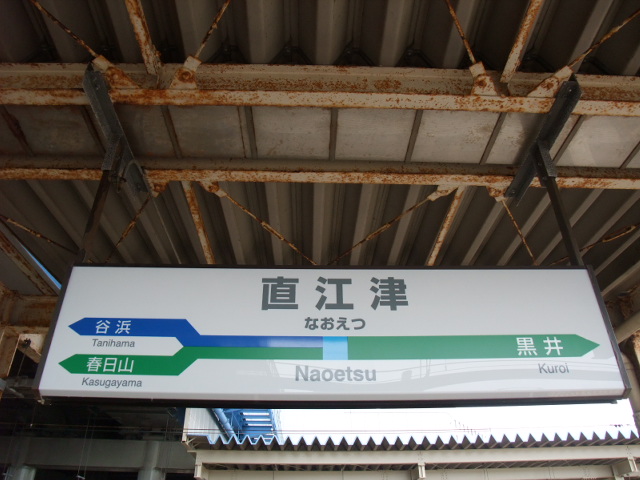 直江津
なおえつ
谷浜
Tanihama
春日山
Kasugayama
Naoetsu
黒井
Kuroi